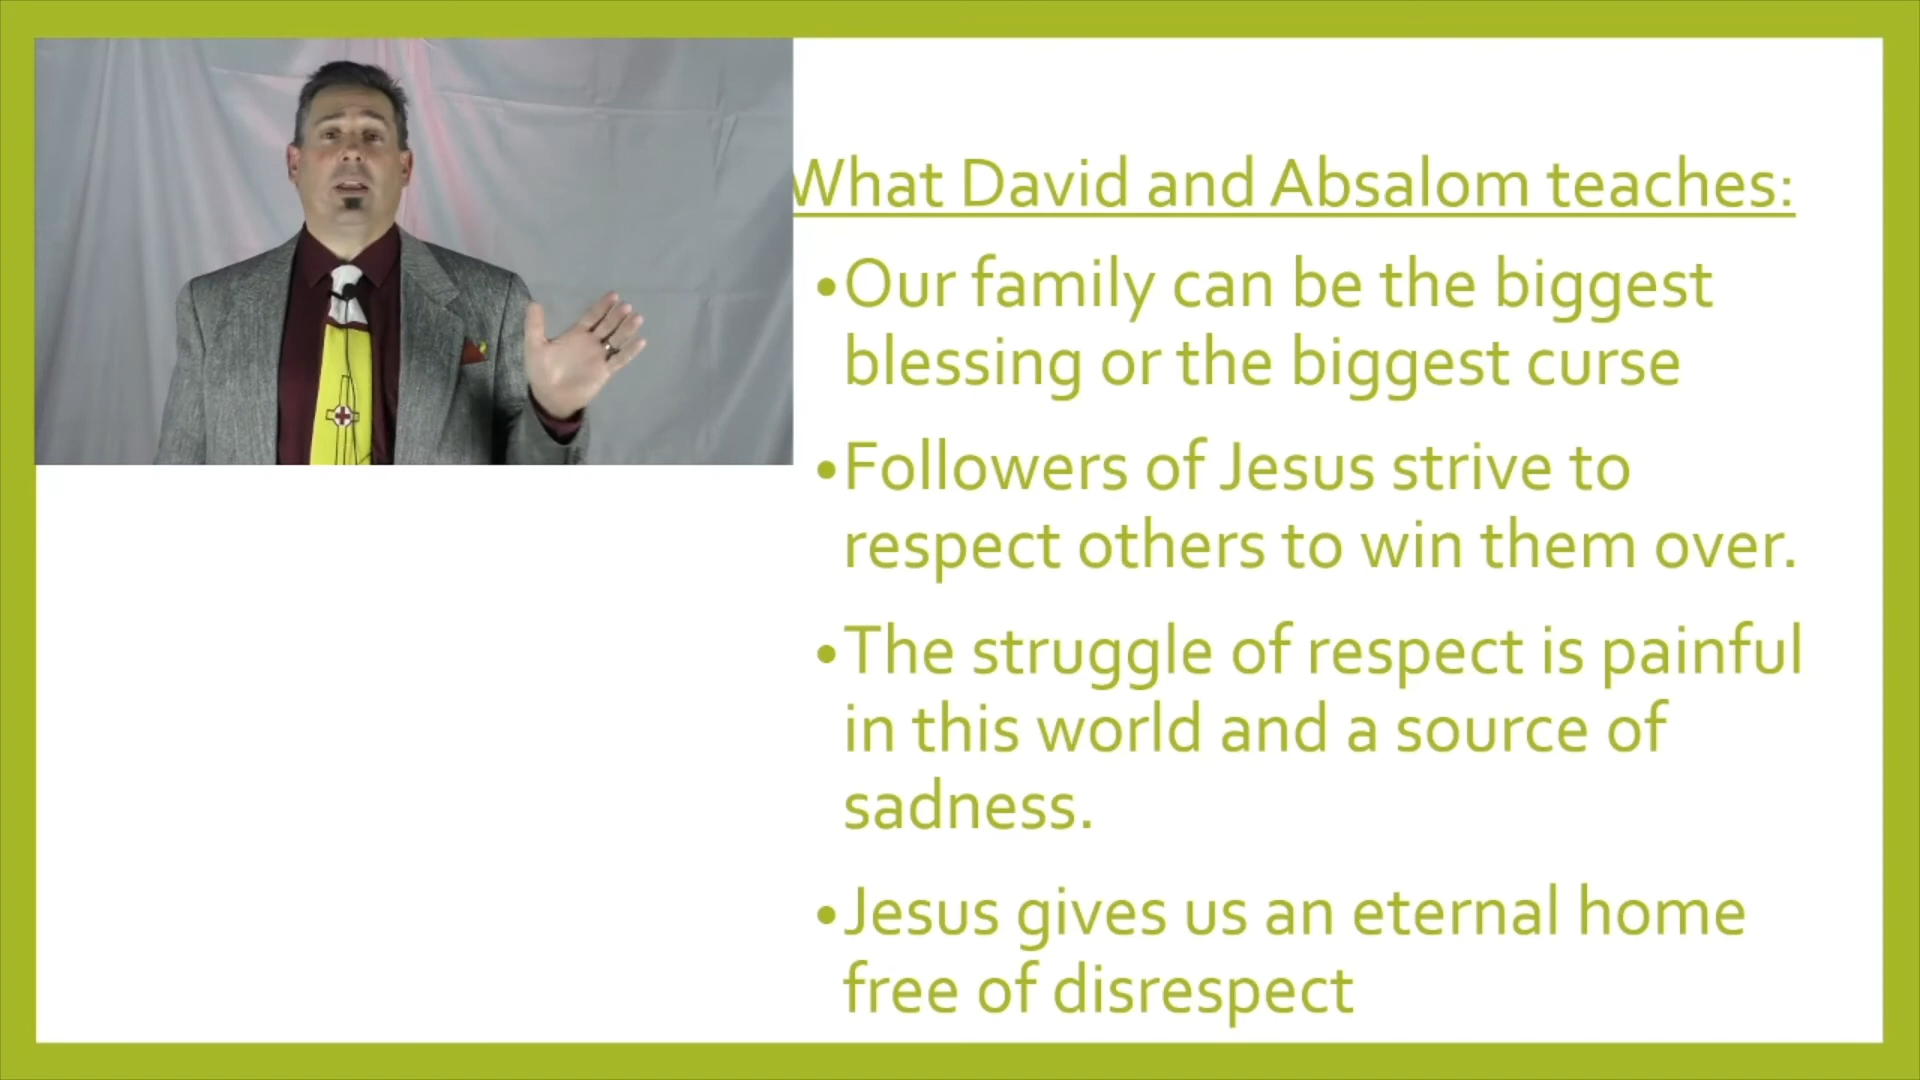 What David and Absalom teaches:
•Our family can be the biggest
blessing or the biggest curse
•Followers of Jesus strive to
respect others to win them over.
•The struggle of respect is painful
in this world and a source of
sadness.
•Jesus gives us an eternal home
free of disrespect